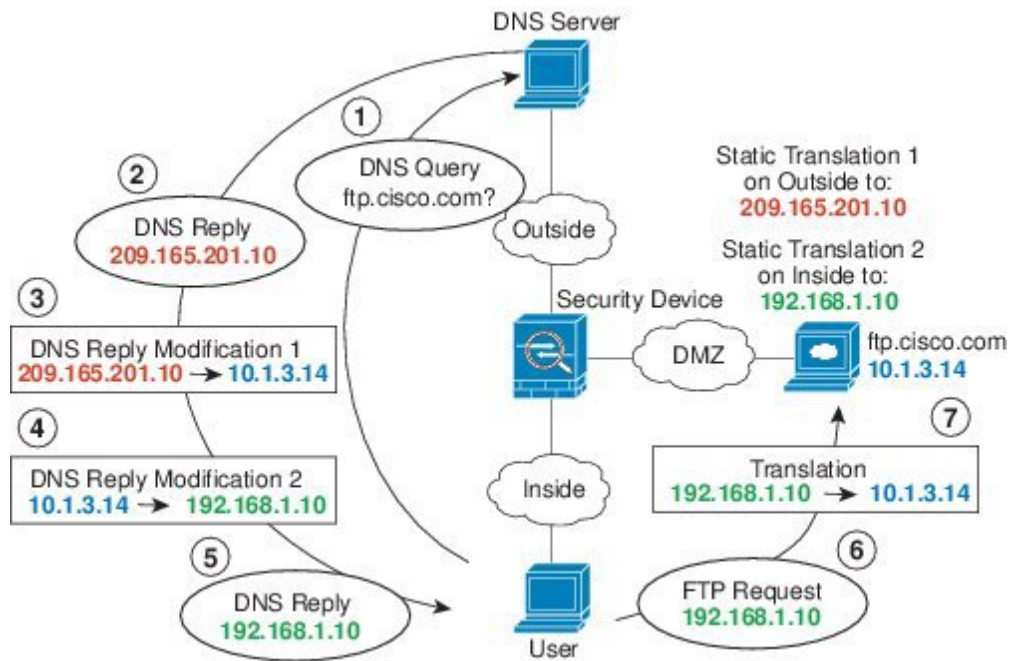 DNS Server
1
DNS Query
ftp.cisco.com?
2
DNS Reply
209.165.201.10
Static Translation 1
on Outside to:
209.165.201.10
Static Translation 2
on Inside to:
192.168.1.10
Outside
3
DNS Reply Modification 1
209.165.201.10 → 10.1.3.14
Security Device
DMZ
ftp.cisco.com
10.1.3.14
4
DNS Reply Modification 2
10.1.3.14 → 192.168.1.10
Inside
7
Translation
192.168.1.10 → 10.1.3.14
5
DNS Reply
192.168.1.10
User
6
FTP Request
192.168.1.10